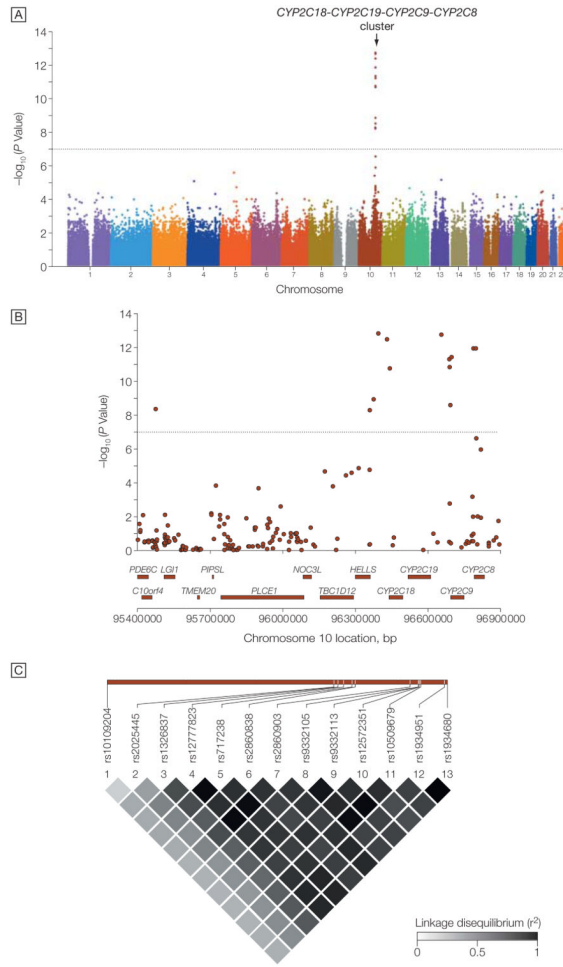 A
CYP2C18-CYP2C19-CYP2C9-CYP2C8
cluster
14
12
10
8
6
4
2
0
–log10 (P Value)
1 2 3 4 5 6 7 8 9 10 11 12 13 14 15 16 17 18 19 20 21
Chromosome
B
14
12
10
8
6
4
2
0
–log10 (P Value)
PDE6C LGI1 PIPSL NOC3L HELLS CYP2C19 CYP2C8
C10orf4 TMEM20 PLCE1 TBC1D12 CYP2C18 CYP2C9
95400000 95700000 96000000 96300000 96600000 96900000
Chromosome 10 location, bp
C
rs10109204
rs2025445
rs1326837
rs12777823
rs717238
rs2860838
rs2860903
rs9332105
rs9332113
rs12572351
rs10509679
rs1934951
rs1934680
1 2 3 4 5 6 7 8 9 10 11 12 13
Linkage disequilibrium (r2)
0 0.5 1